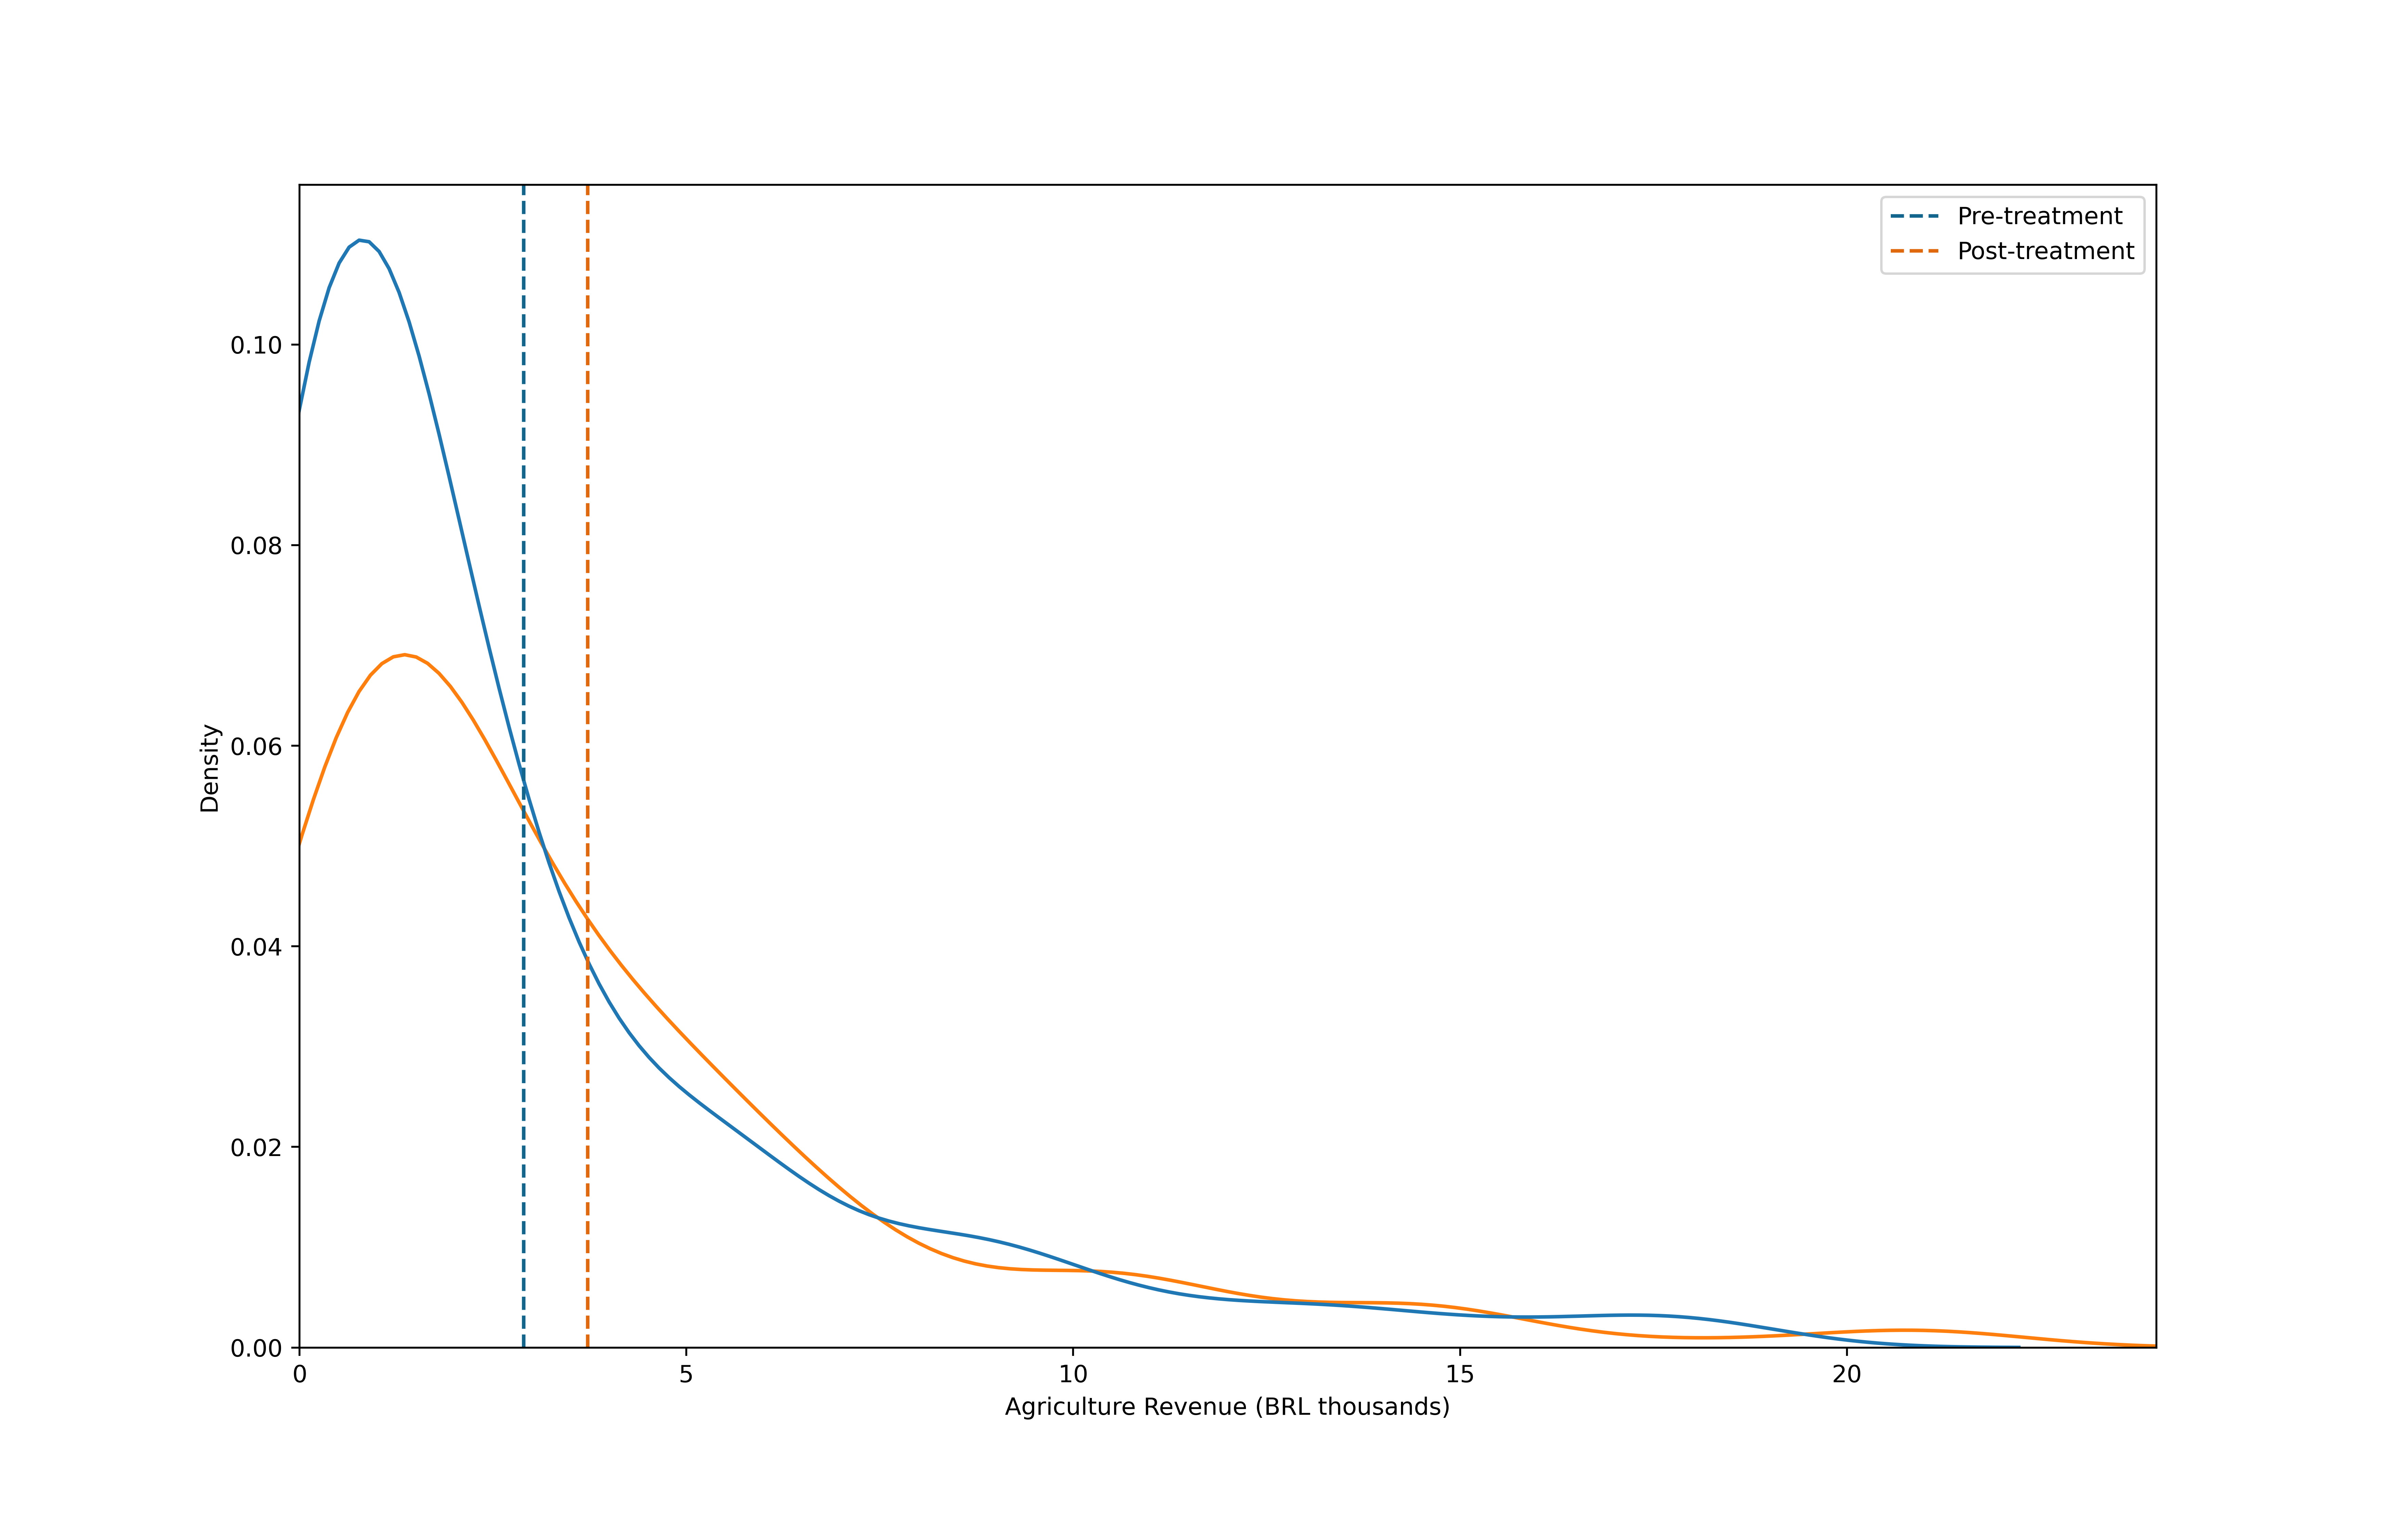 Pre-treatment
Post-treatment
0.10
0.08
0.06
0.04
0.02
0.00
Density
0 5 10 15 20
Agriculture Revenue (BRL thousands)